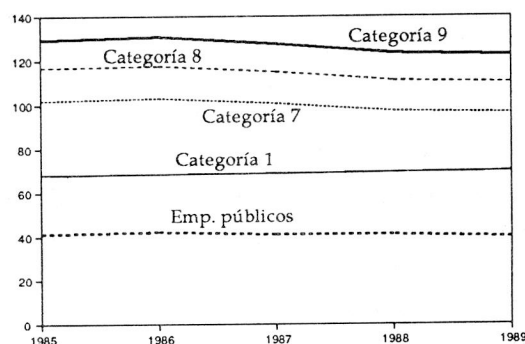 140
Categoría 9
120
Categoría 8
100
Categoría 7
80
Categoría 1
60
Emp. públicos
40
20
0
1985 1986 1987 1988 1989